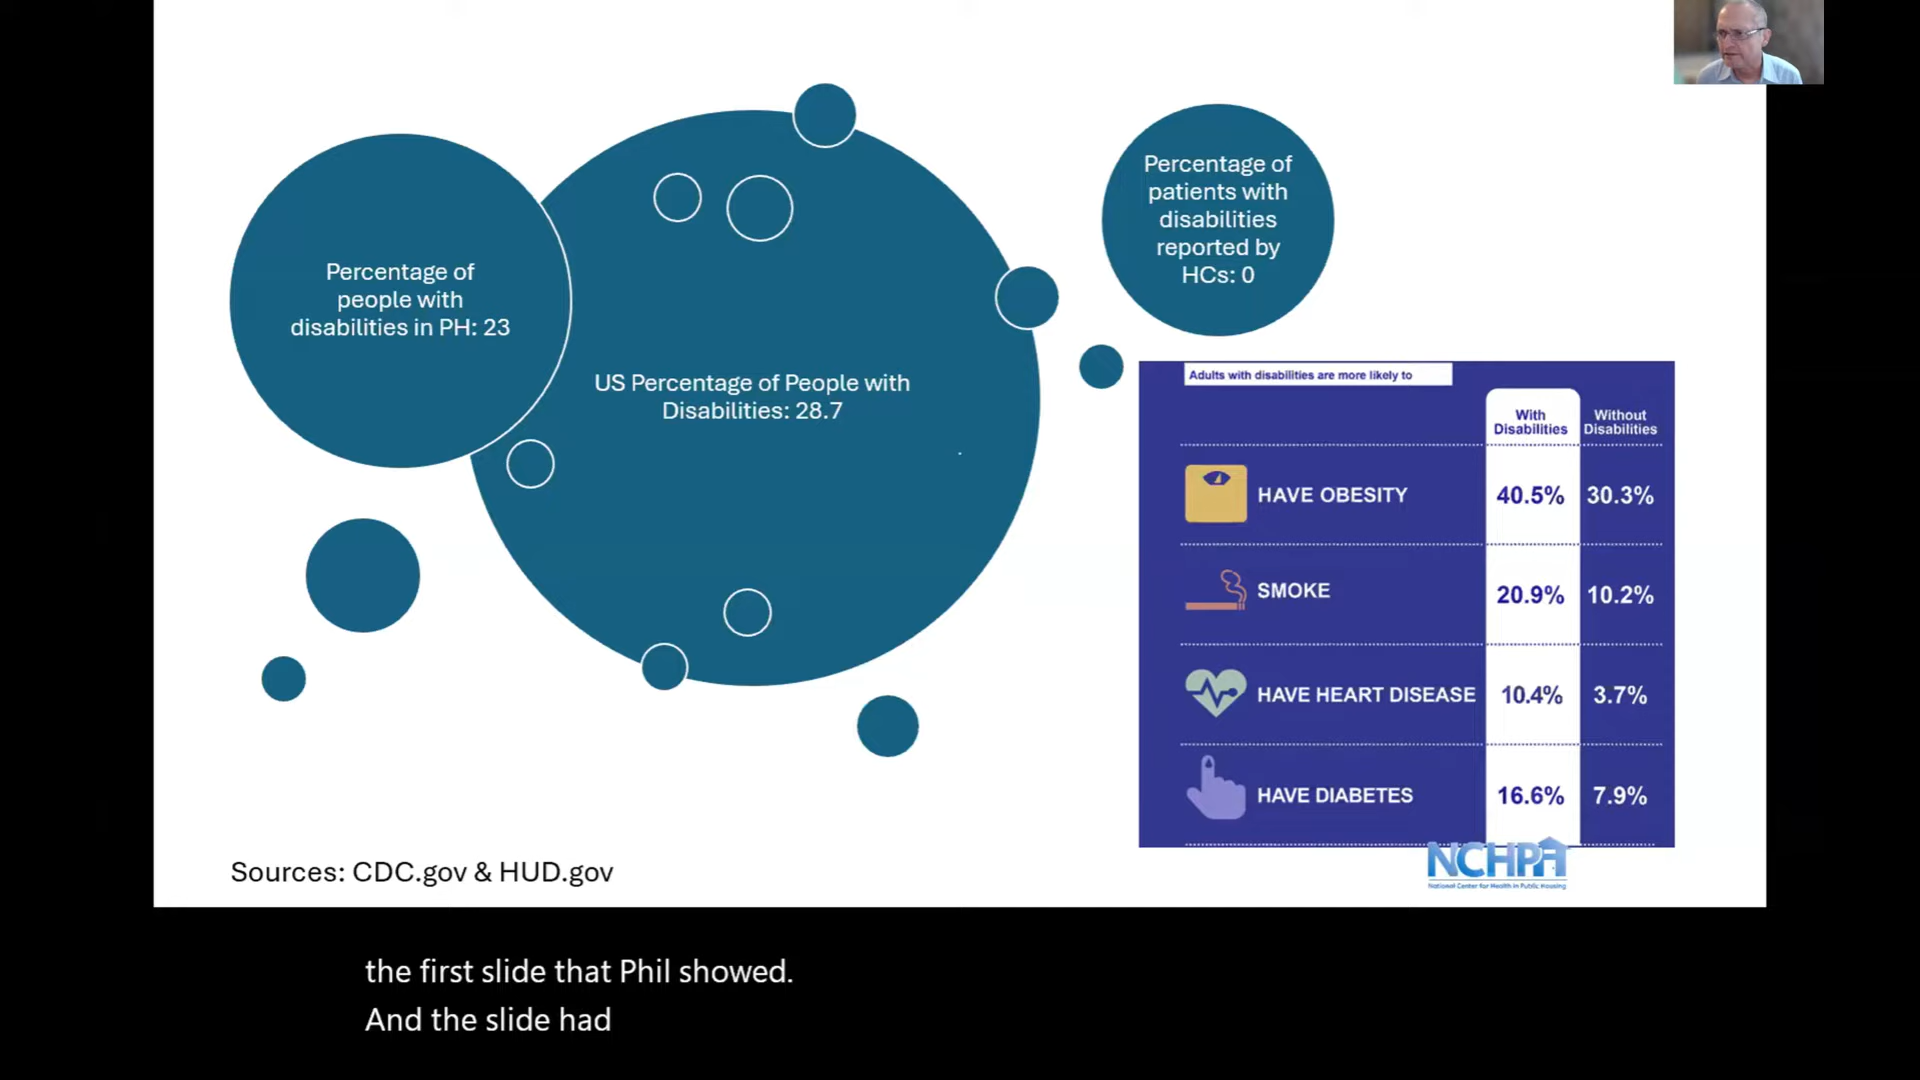 Percentage of
people with
disabilities in PH: 23
US Percentage of People with
Disabilities: 28.7
Percentage of
patients with
disabilities
reported by
HCs: 0
Adults with disabilities are more likely to
With
Disabilities
Without
Disabilities
HAVE OBESITY 40.5% 30.3%
SMOKE 20.9% 10.2%
HAVE HEART DISEASE 10.4% 3.7%
HAVE DIABETES 16.6% 7.9%
NCHPH
National Center for Health in Public Housing
Sources: CDC.gov & HUD.gov
the first slide that Phil showed.
And the slide had